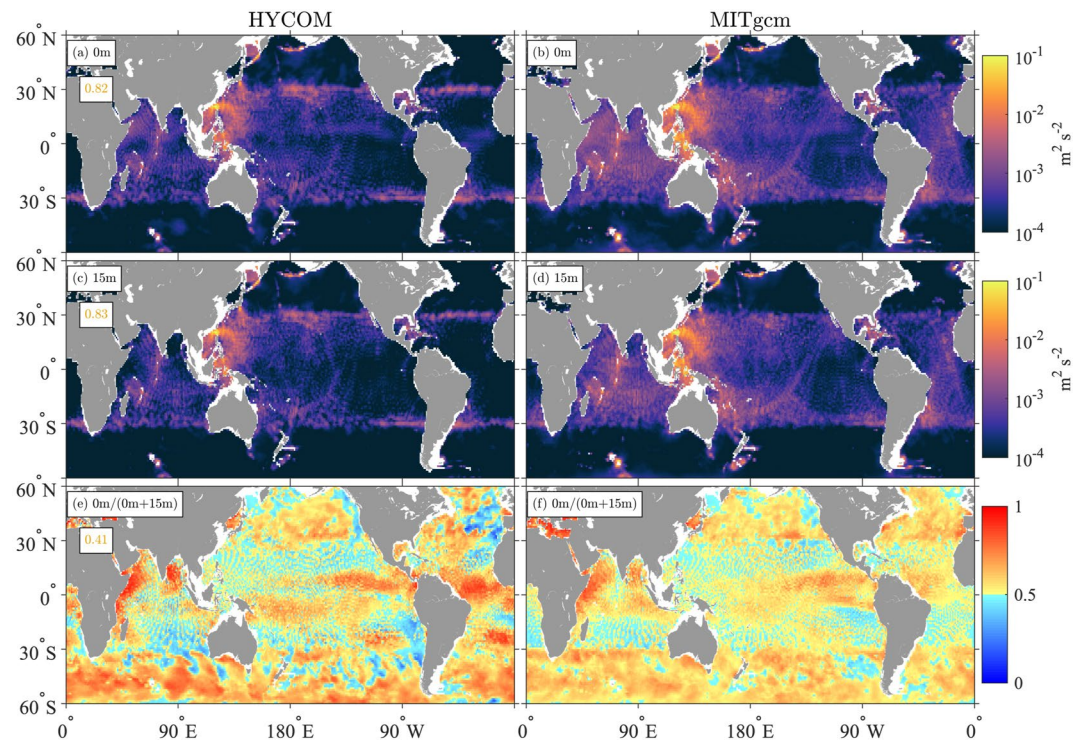 HYCOM MITgcm
60°N (a) 0m (b) 0m 10⁻¹
0.82
30°N 10⁻²
0° m² s⁻²
10⁻³
30°S
10⁻⁴
60°N (c) 15m (d) 15m 10⁻¹
0.83
30°N 10⁻²
0° m² s⁻²
10⁻³
30°S
10⁻⁴
60°N (e) 0m/(0m+15m) (f) 0m/(0m+15m) 1
0.41
30°N
0° 0.5
30°S
60°S 0
0° 90°E 180°E 90°W 0° 90°E 180°E 90°W 0°